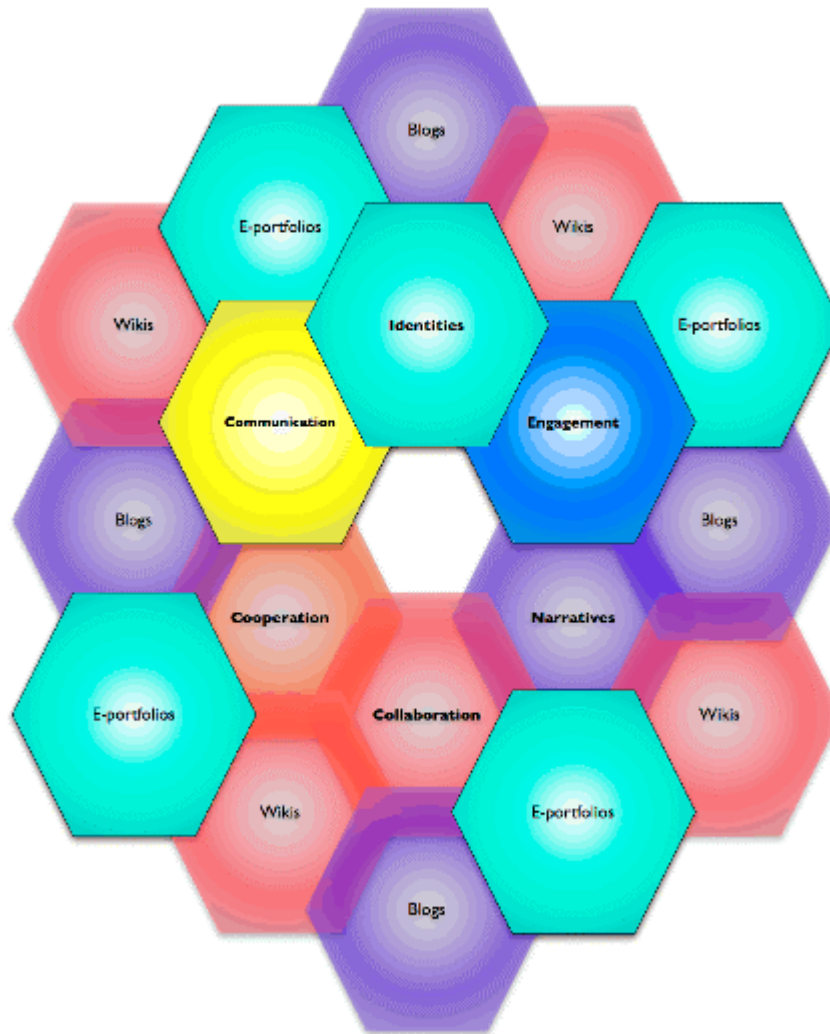 Blogs
E-portfolios
Wikis
Wikis
Identities
E-portfolios
Communication
Engagement
Blogs
Blogs
Cooperation
Narratives
E-portfolios
Collaboration
Wikis
Wikis
E-portfolios
Blogs